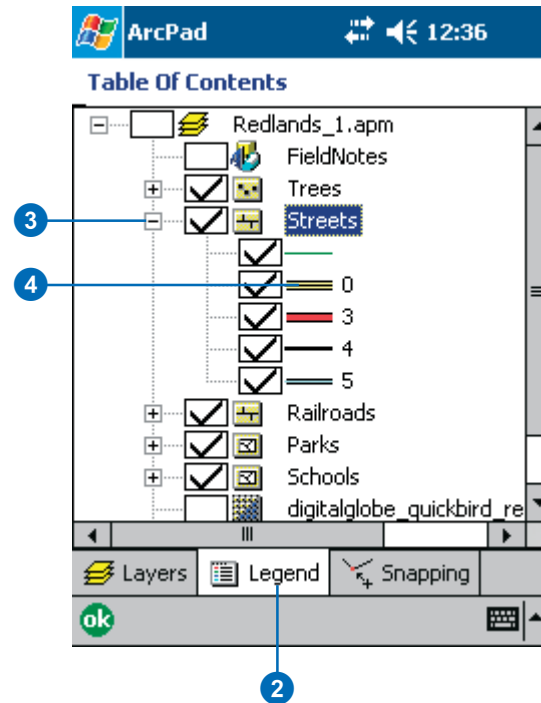 ArcPad 12:36
Table Of Contents
Redlands_1.apm
FieldNotes
Trees
3 Streets
4 0
3
4
5
Railroads
Parks
Schools
digitalglobe_quickbird_re
Layers Legend Snapping
ok
2